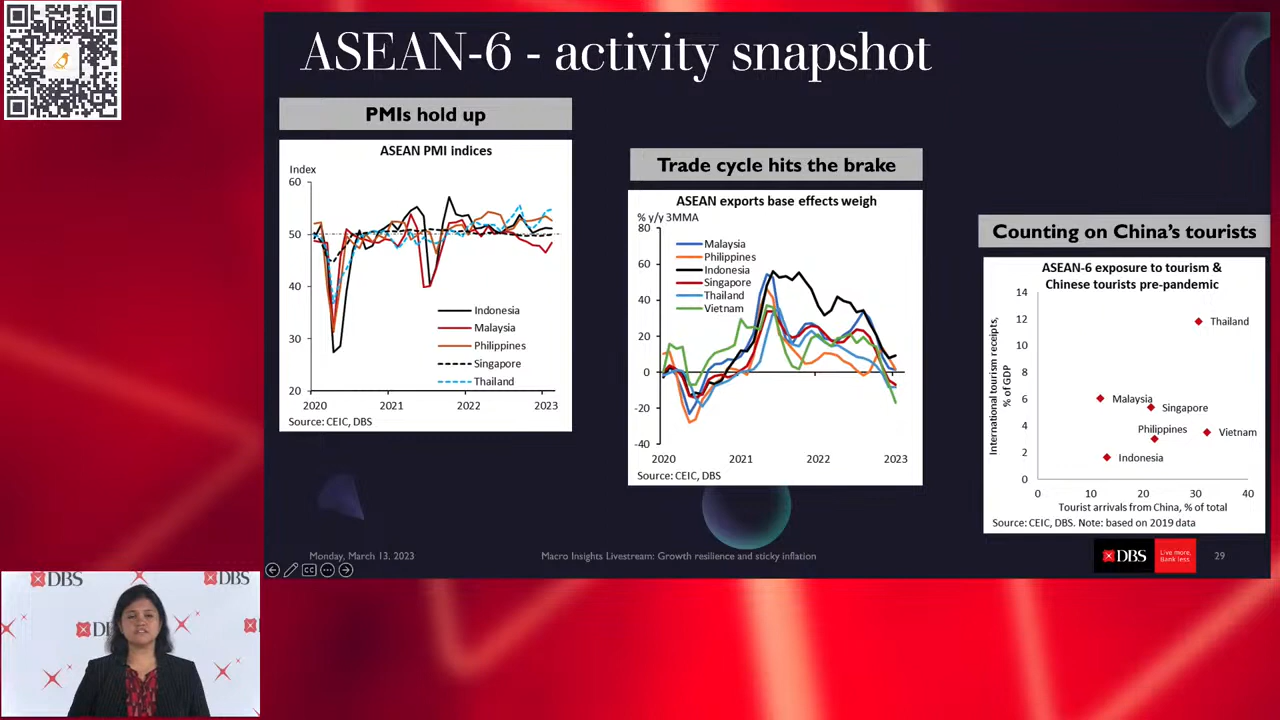 ASEAN-6 - activity snapshot
PMIs hold up
ASEAN PMI indices
Index
60
50
40
30
20
Indonesia
Malaysia
Philippines
Singapore
Thailand
2020 2021 2022 2023
Source: CEIC, DBS
Trade cycle hits the brake
ASEAN exports base effects weigh
% y/y 3MMA
80
60
40
20
0
-20
-40
Malaysia
Philippines
Indonesia
Singapore
Thailand
Vietnam
2020 2021 2022 2023
Source: CEIC, DBS
Counting on China's tourists
ASEAN-6 exposure to tourism &
Chinese tourists pre-pandemic
International tourism receipts,
% of GDP
14
12
10
8
6
4
2
0
Thailand
Malaysia
Singapore
Philippines
Vietnam
Indonesia
0 10 20 30 40
Tourist arrivals from China, % of total
Source: CEIC, DBS. Note: based on 2019 data
Monday, March 13, 2023
Macro Insights Livestream: Growth resilience and sticky inflation
DBS
Live more,
Bank less.
29
CC
DBS
DBS
DB